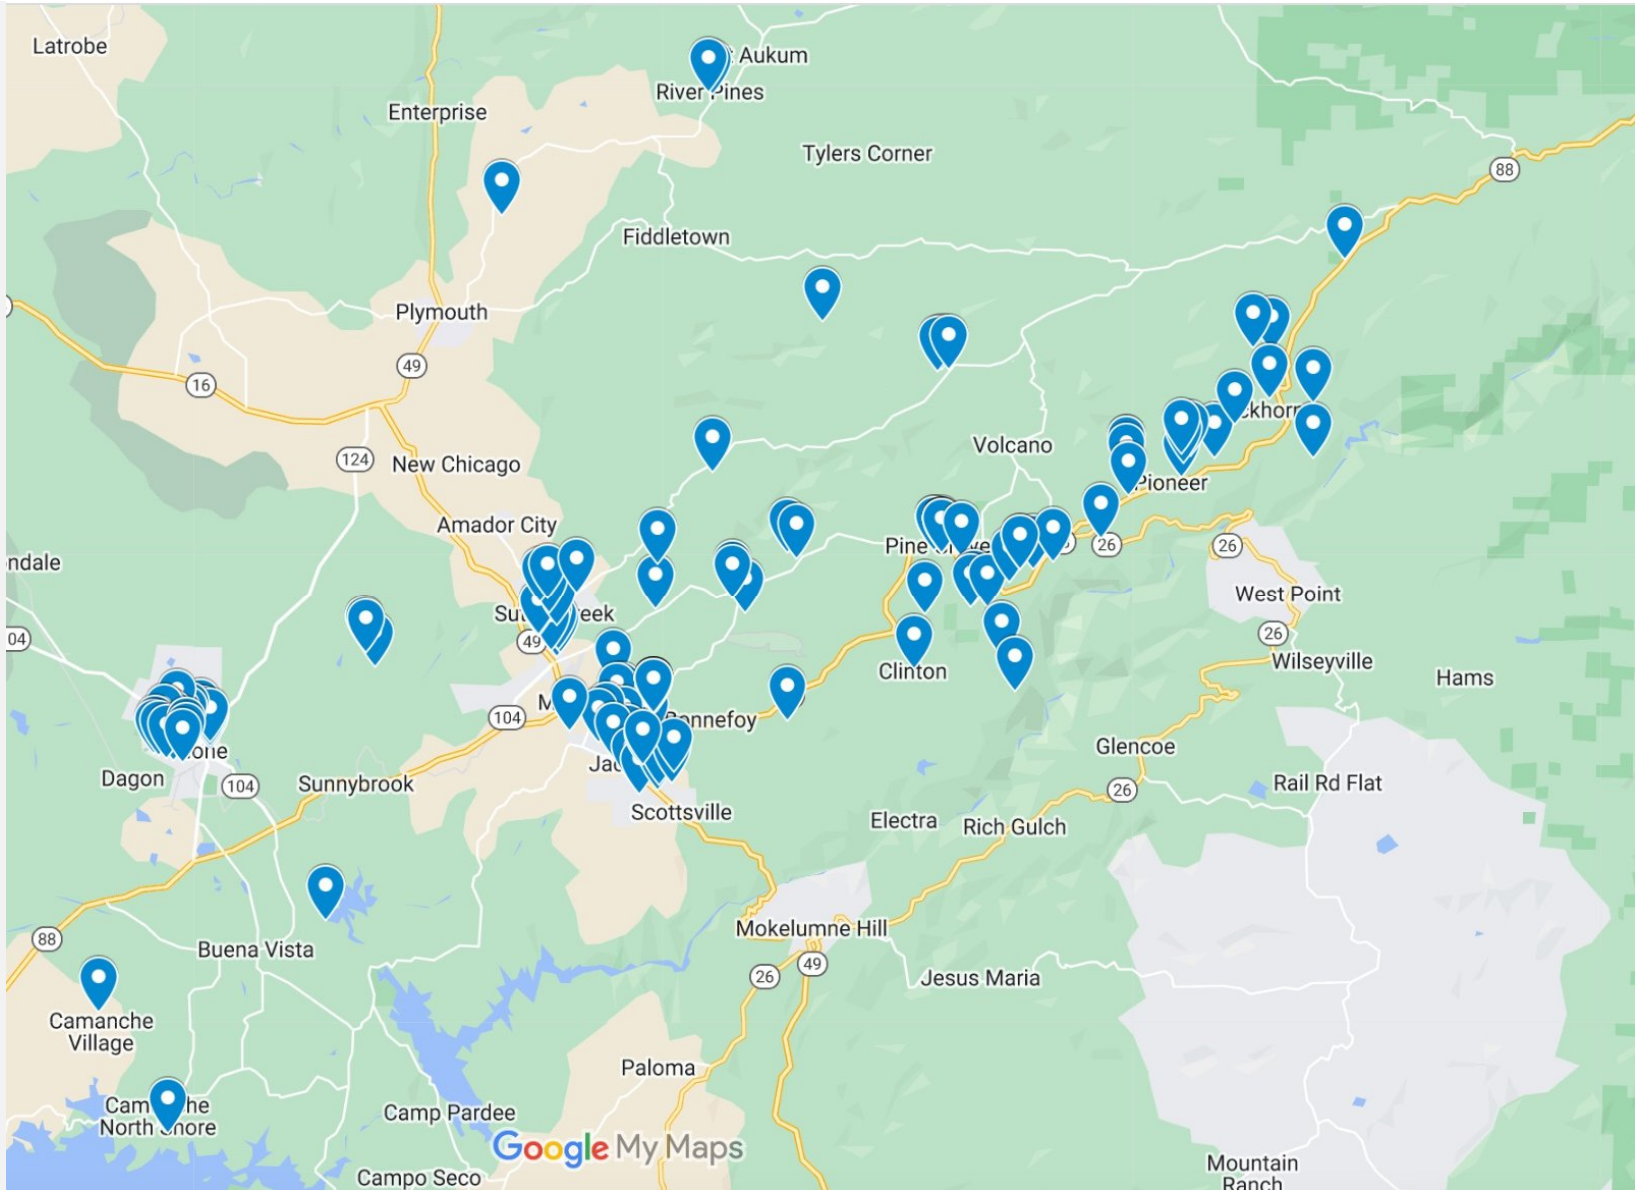 Latrobe
Aukum
River Pines
Enterprise
Tylers Corner
88
Fiddletown
Plymouth
49
16
Volcano
124
New Chicago
Pioneer
Amador City
26
26
West Point
04
49
26
Wilseyville
Clinton
Hams
104
Bonnefoy
Glencoe
Dagon
104
Sunnybrook
26
Rail Rd Flat
Scottsville
Electra
Rich Gulch
Mokelumne Hill
88
Buena Vista
26
49
Jesus Maria
Camanche
Village
Paloma
North Shore
Camp Pardee
Google My Maps
Campo Seco
Mountain
Ranch